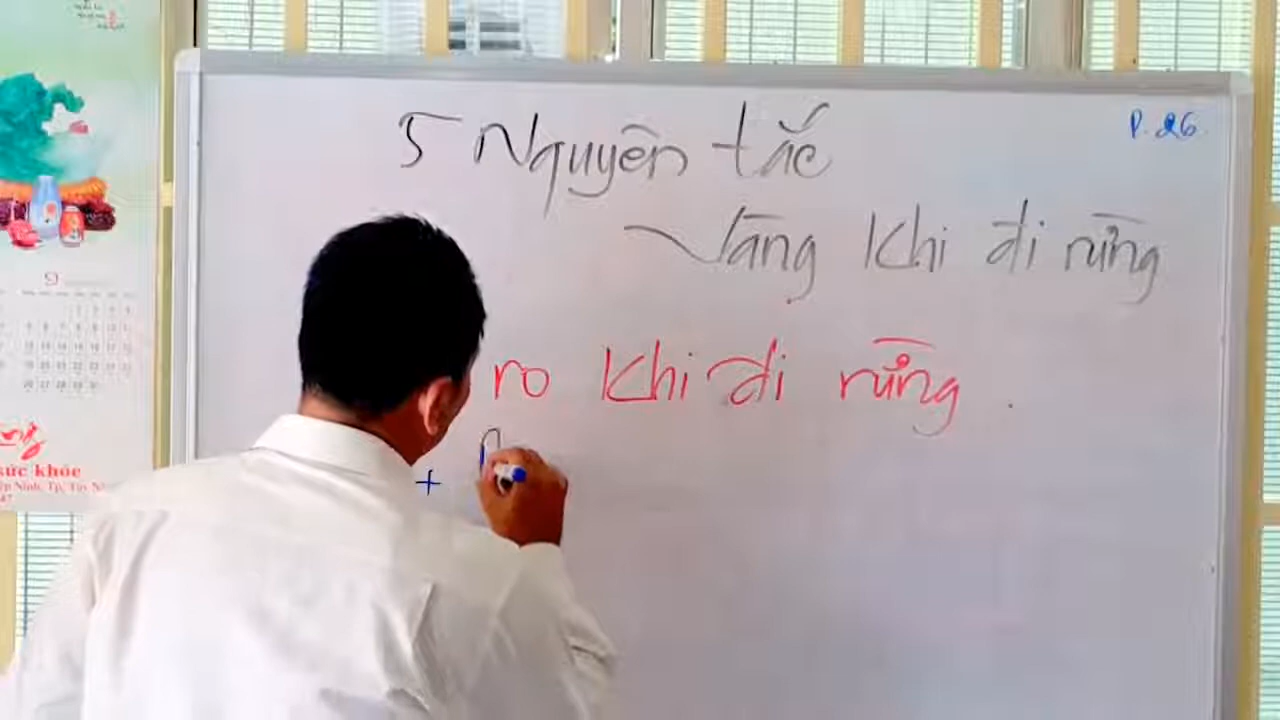 5 Nguyên tắc
P. 26
Vàng khi đi rừng
ro khi đi rừng
+
sức khỏe